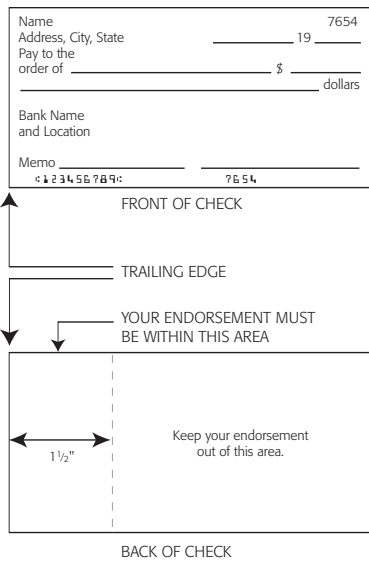 Name 7654
Address, City, State 19
Pay to the
order of $
dollars
Bank Name
and Location
Memo
⑆123456789⑆ 7654
FRONT OF CHECK
TRAILING EDGE
YOUR ENDORSEMENT MUST
BE WITHIN THIS AREA
1½"
Keep your endorsement
out of this area.
BACK OF CHECK